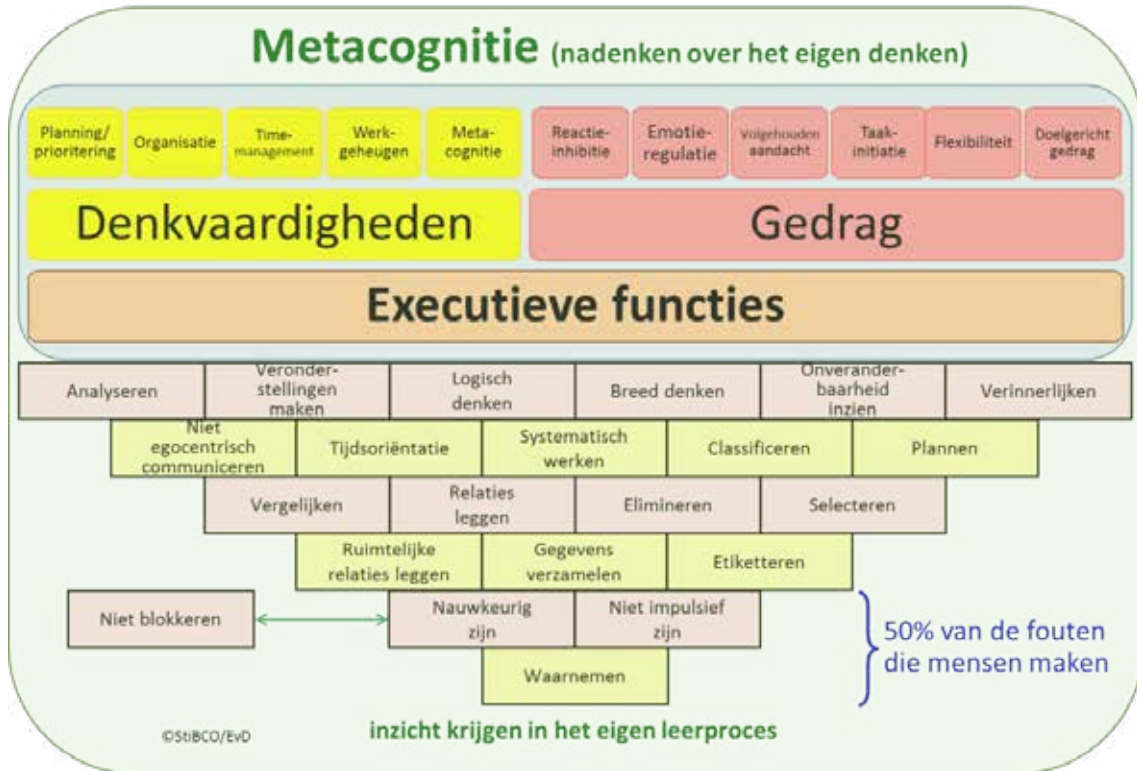 Metacognitie (nadenken over het eigen denken)
Planning/
prioritering
Organisatie
Time-
management
Werk-
geheugen
Meta-
cognitie
Reactie-
inhibitie
Emotie-
regulatie
Volgehouden
aandacht
Taak-
initiatie
Flexibiliteit
Doelgericht
gedrag
Denkvaardigheden
Gedrag
Executieve functies
Analyseren
Veronder-
stellingen
maken
Logisch
denken
Breed denken
Onverander-
baarheid
inzien
Verinnerlijken
Niet
egocentrisch
communiceren
Tijdsoriëntatie
Systematisch
werken
Classificeren
Plannen
Vergelijken
Relaties
leggen
Elimineren
Selecteren
Ruimtelijke
relaties leggen
Gegevens
verzamelen
Etiketteren
Niet blokkeren
Nauwkeurig
zijn
Niet impulsief
zijn
50% van de fouten
die mensen maken
Waarnemen
©StiBCO/EvD
inzicht krijgen in het eigen leerproces